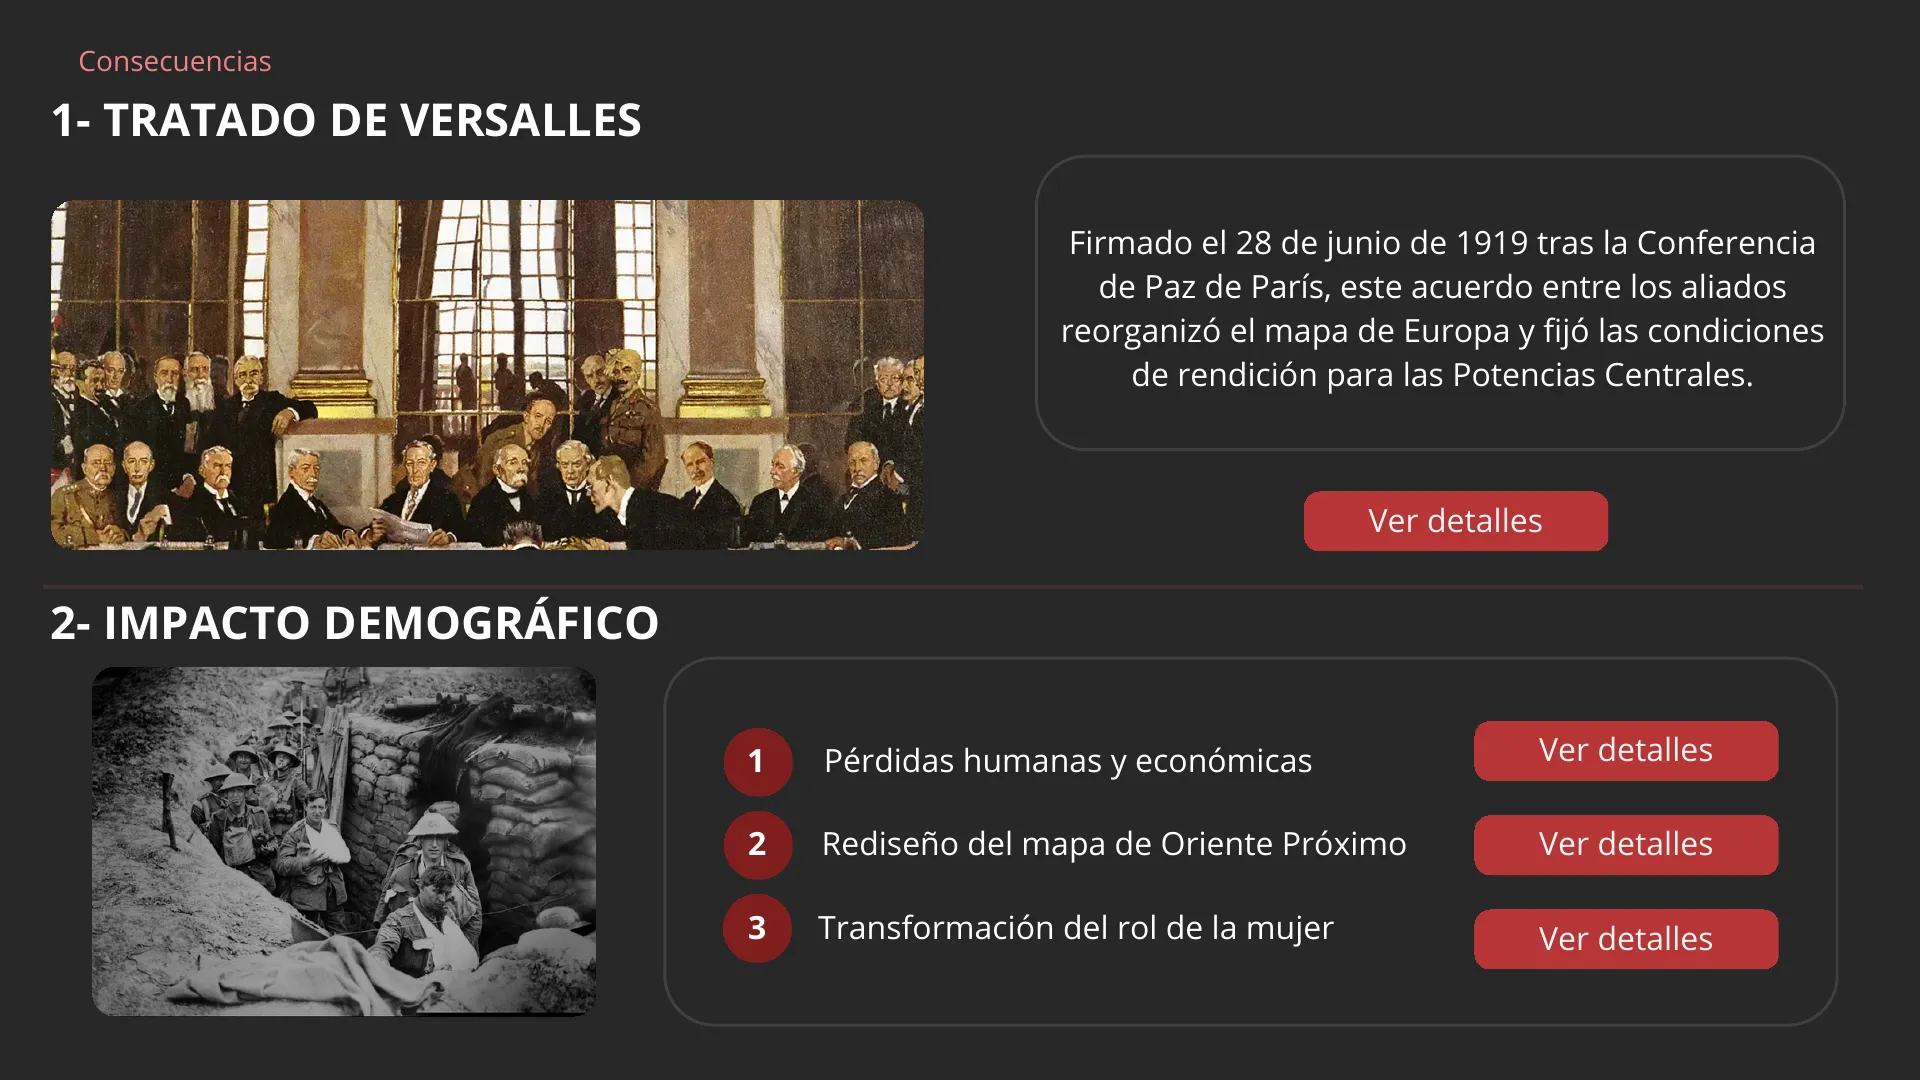 Consecuencias
1- TRATADO DE VERSALLES
Firmado el 28 de junio de 1919 tras la Conferencia
de Paz de París, este acuerdo entre los aliados
reorganizó el mapa de Europa y fijó las condiciones
de rendición para las Potencias Centrales.
Ver detalles
2- IMPACTO DEMOGRÁFICO
1 Pérdidas humanas y económicas Ver detalles
2 Rediseño del mapa de Oriente Próximo Ver detalles
3 Transformación del rol de la mujer Ver detalles